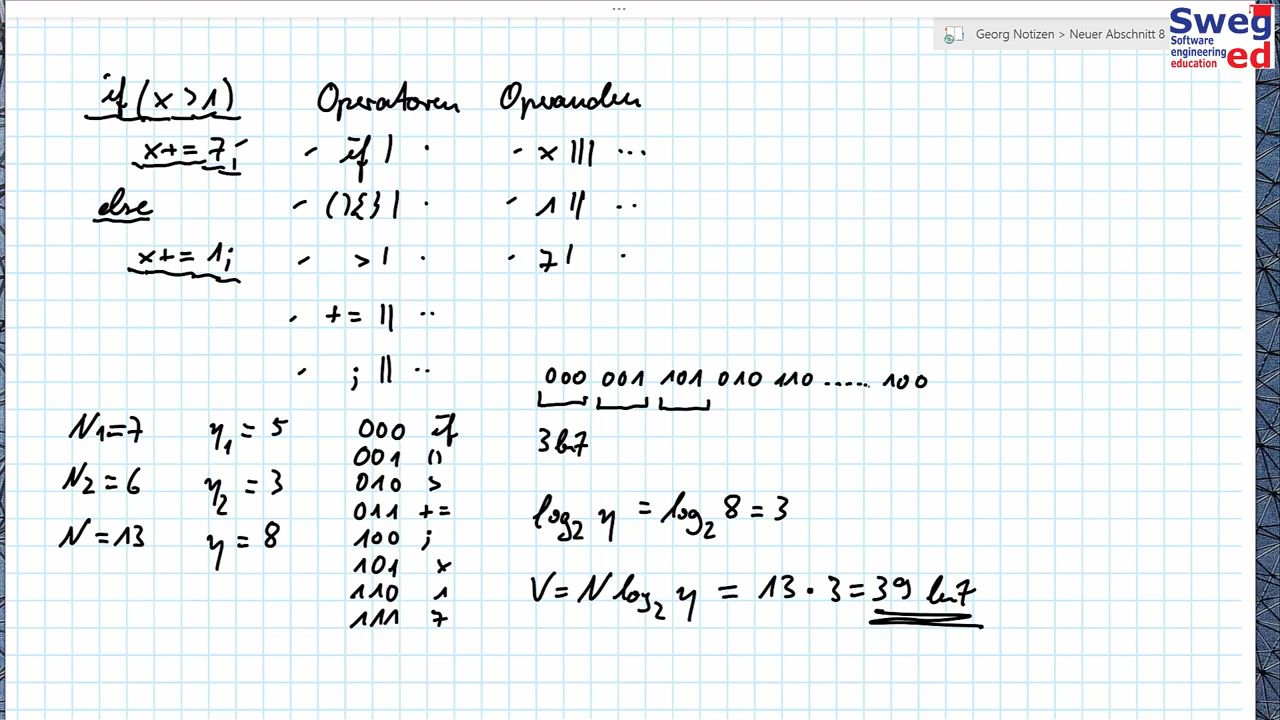 ...
Georg Notizen > Neuer Abschnitt 8
Sweg
Software
engineering
education
ed
if (x > 1)
x += 7;
else
x += 1;
Operatoren
- if | ·
- (){} | ·
- > | ·
- += || ··
- ; || ··
Operanden
- x ||| ···
- 1 || ··
- 7 | ·
N1 = 7 η1 = 5
N2 = 6 η2 = 3
N = 13 η = 8
000 if
001 ()
010 >
011 +=
100 ;
101 x
110 1
111 7
000 001 101 010 110 ...... 100
3 bit
log2 η = log2 8 = 3
V = N log2 η = 13 · 3 = 39 bit